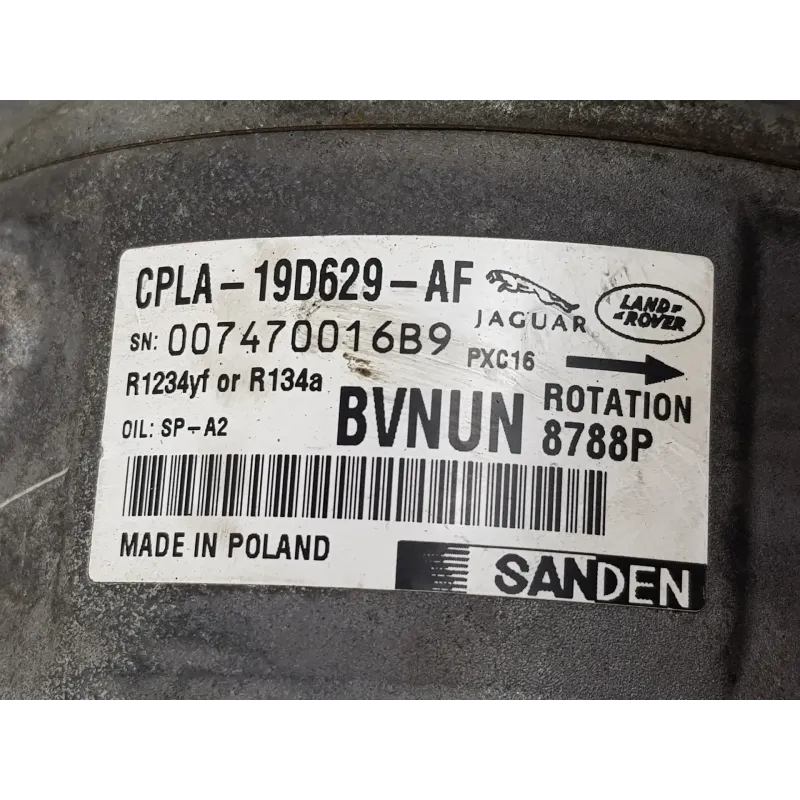 CPLA-19D629-AF
JAGUAR
LAND ROVER
SN: 007470016B9
PXC16
R1234yf or R134a
ROTATION
OIL: SP-A2
BVNUN
8788P
MADE IN POLAND
SANDEN